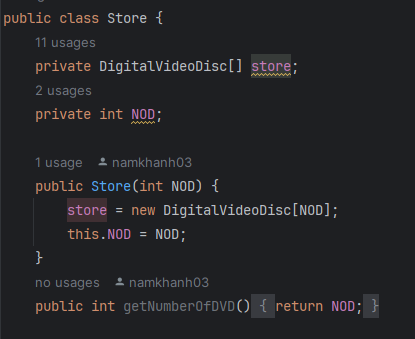 public class Store {
11 usages
private DigitalVideoDisc[] store;
2 usages
private int NOD;
1 usage namkhanh03
public Store(int NOD) {
store = new DigitalVideoDisc[NOD];
this.NOD = NOD;
}
no usages namkhanh03
public int getNumberOfDVD() { return NOD; }